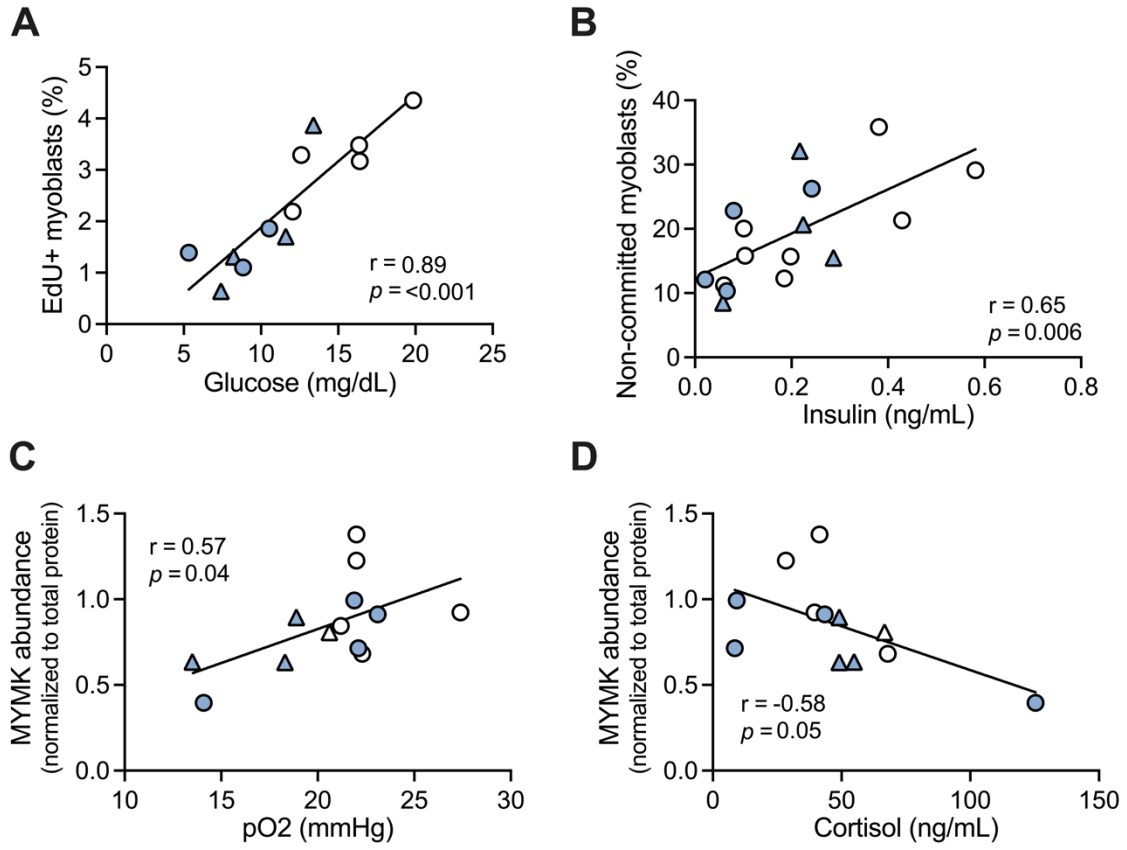 A
EdU+ myoblasts (%)
5
4
3
2
1
0
r = 0.89
p = <0.001
0 5 10 15 20 25
Glucose (mg/dL)
B
Non-committed myoblasts (%)
40
30
20
10
0
r = 0.65
p = 0.006
0.0 0.2 0.4 0.6 0.8
Insulin (ng/mL)
C
MYMK abundance
(normalized to total protein)
1.5
1.0
0.5
0.0
r = 0.57
p = 0.04
10 15 20 25 30
pO2 (mmHg)
D
MYMK abundance
(normalized to total protein)
1.5
1.0
0.5
0.0
r = -0.58
p = 0.05
0 50 100 150
Cortisol (ng/mL)